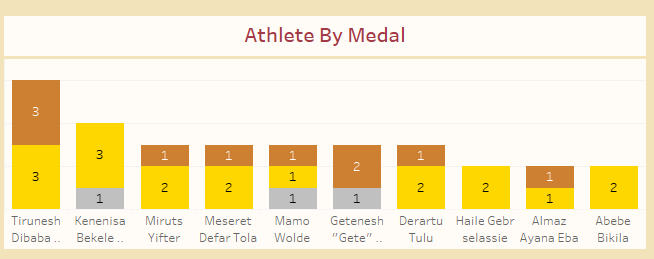 Athlete By Medal
3
3
3
1
1
2
1
2
1
1
1
2
1
1
2
2
1
1
2
Tirunesh Dibaba ..
Kenenisa Bekele ..
Miruts Yifter
Meseret Defar Tola
Mamo Wolde
Getenesh "Gete" ..
Derartu Tulu
Haile Gebr selassie
Almaz Ayana Eba
Abebe Bikila